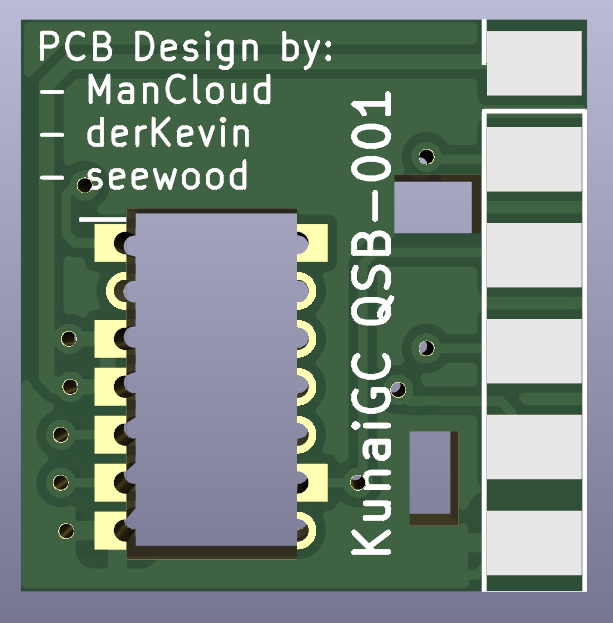 PCB Design by:
– ManCloud
– derKevin
– seewood
KunaiGC QSB-001